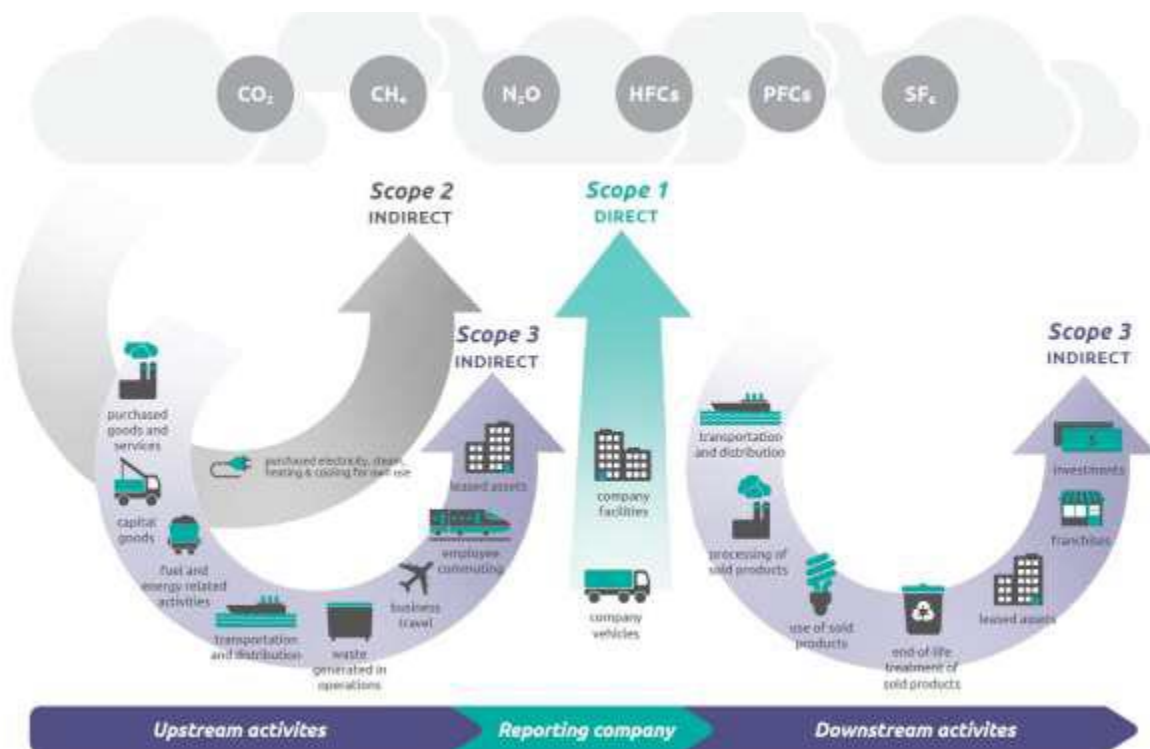 CO₂
CH₄
N₂O
HFCs
PFCs
SF₆
Scope 2
INDIRECT
Scope 1
DIRECT
Scope 3
INDIRECT
Scope 3
INDIRECT
purchased
goods and
services
capital
goods
fuel and
energy related
activities
purchased electricity, steam,
heating & cooling for own use
transportation
and distribution
waste
generated in
operations
business
travel
employee
commuting
leased assets
company
facilities
company
vehicles
transportation
and distribution
processing of
sold products
use of sold
products
end-of-life
treatment of
sold products
leased assets
franchises
investments
Upstream activites
Reporting company
Downstream activites